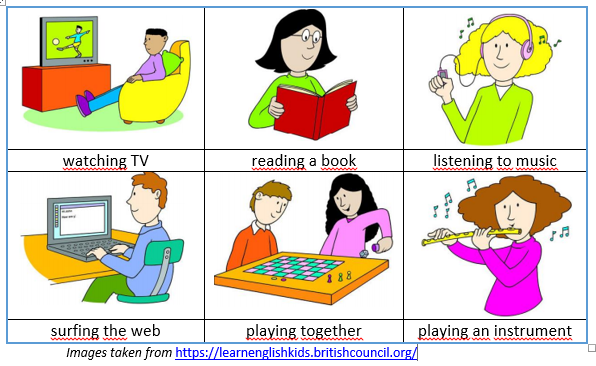 watching TV
reading a book
listening to music
surfing the web
playing together
playing an instrument
Images taken from https://learnenglishkids.britishcouncil.org/